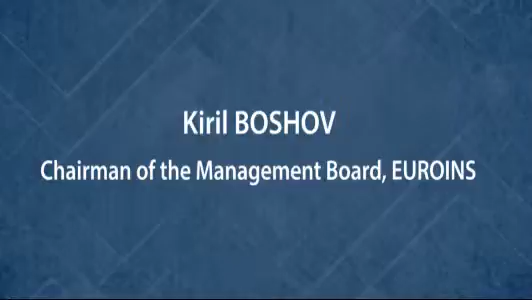 Kiril BOSHOV
Chairman of the Management Board, EUROINS